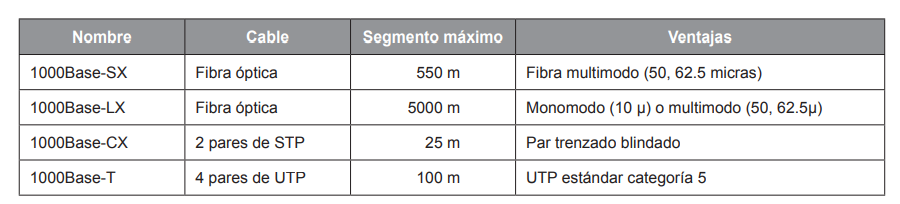 Nombre Cable Segmento máximo Ventajas
1000Base-SX Fibra óptica 550 m Fibra multimodo (50, 62.5 micras)
1000Base-LX Fibra óptica 5000 m Monomodo (10 µ) o multimodo (50, 62.5µ)
1000Base-CX 2 pares de STP 25 m Par trenzado blindado
1000Base-T 4 pares de UTP 100 m UTP estándar categoría 5